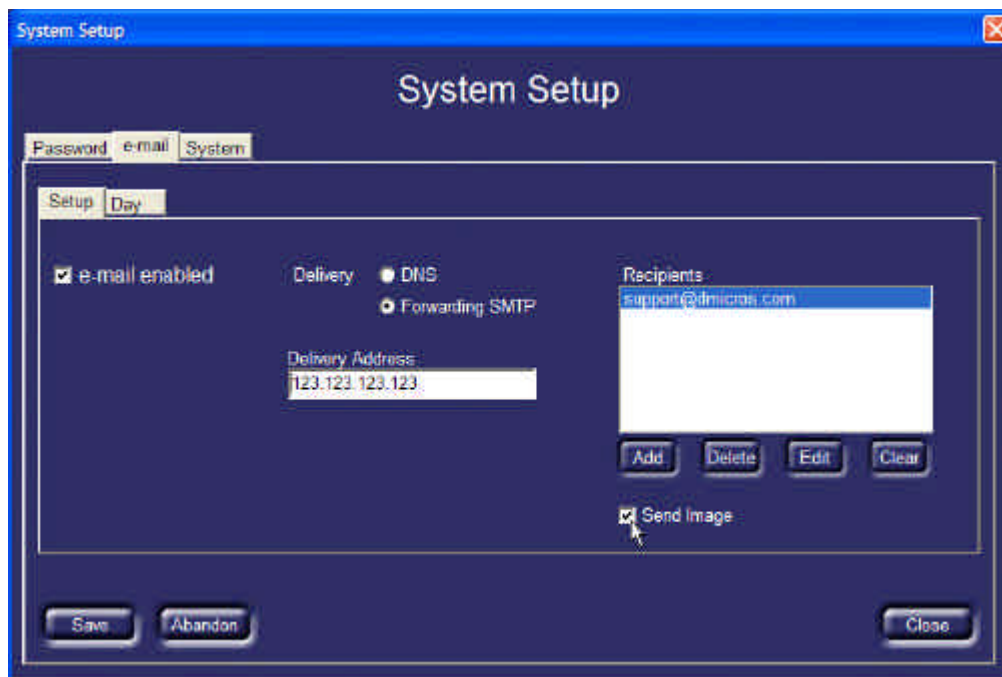 System Setup
System Setup
Password e-mail System
Setup Day
e-mail enabled
Delivery
DNS
Forwarding SMTP
Delivery Address
123.123.123.123
Recipients
support@dmicros.com
Add Delete Edit Clear
Send Image
Save Abandon Close